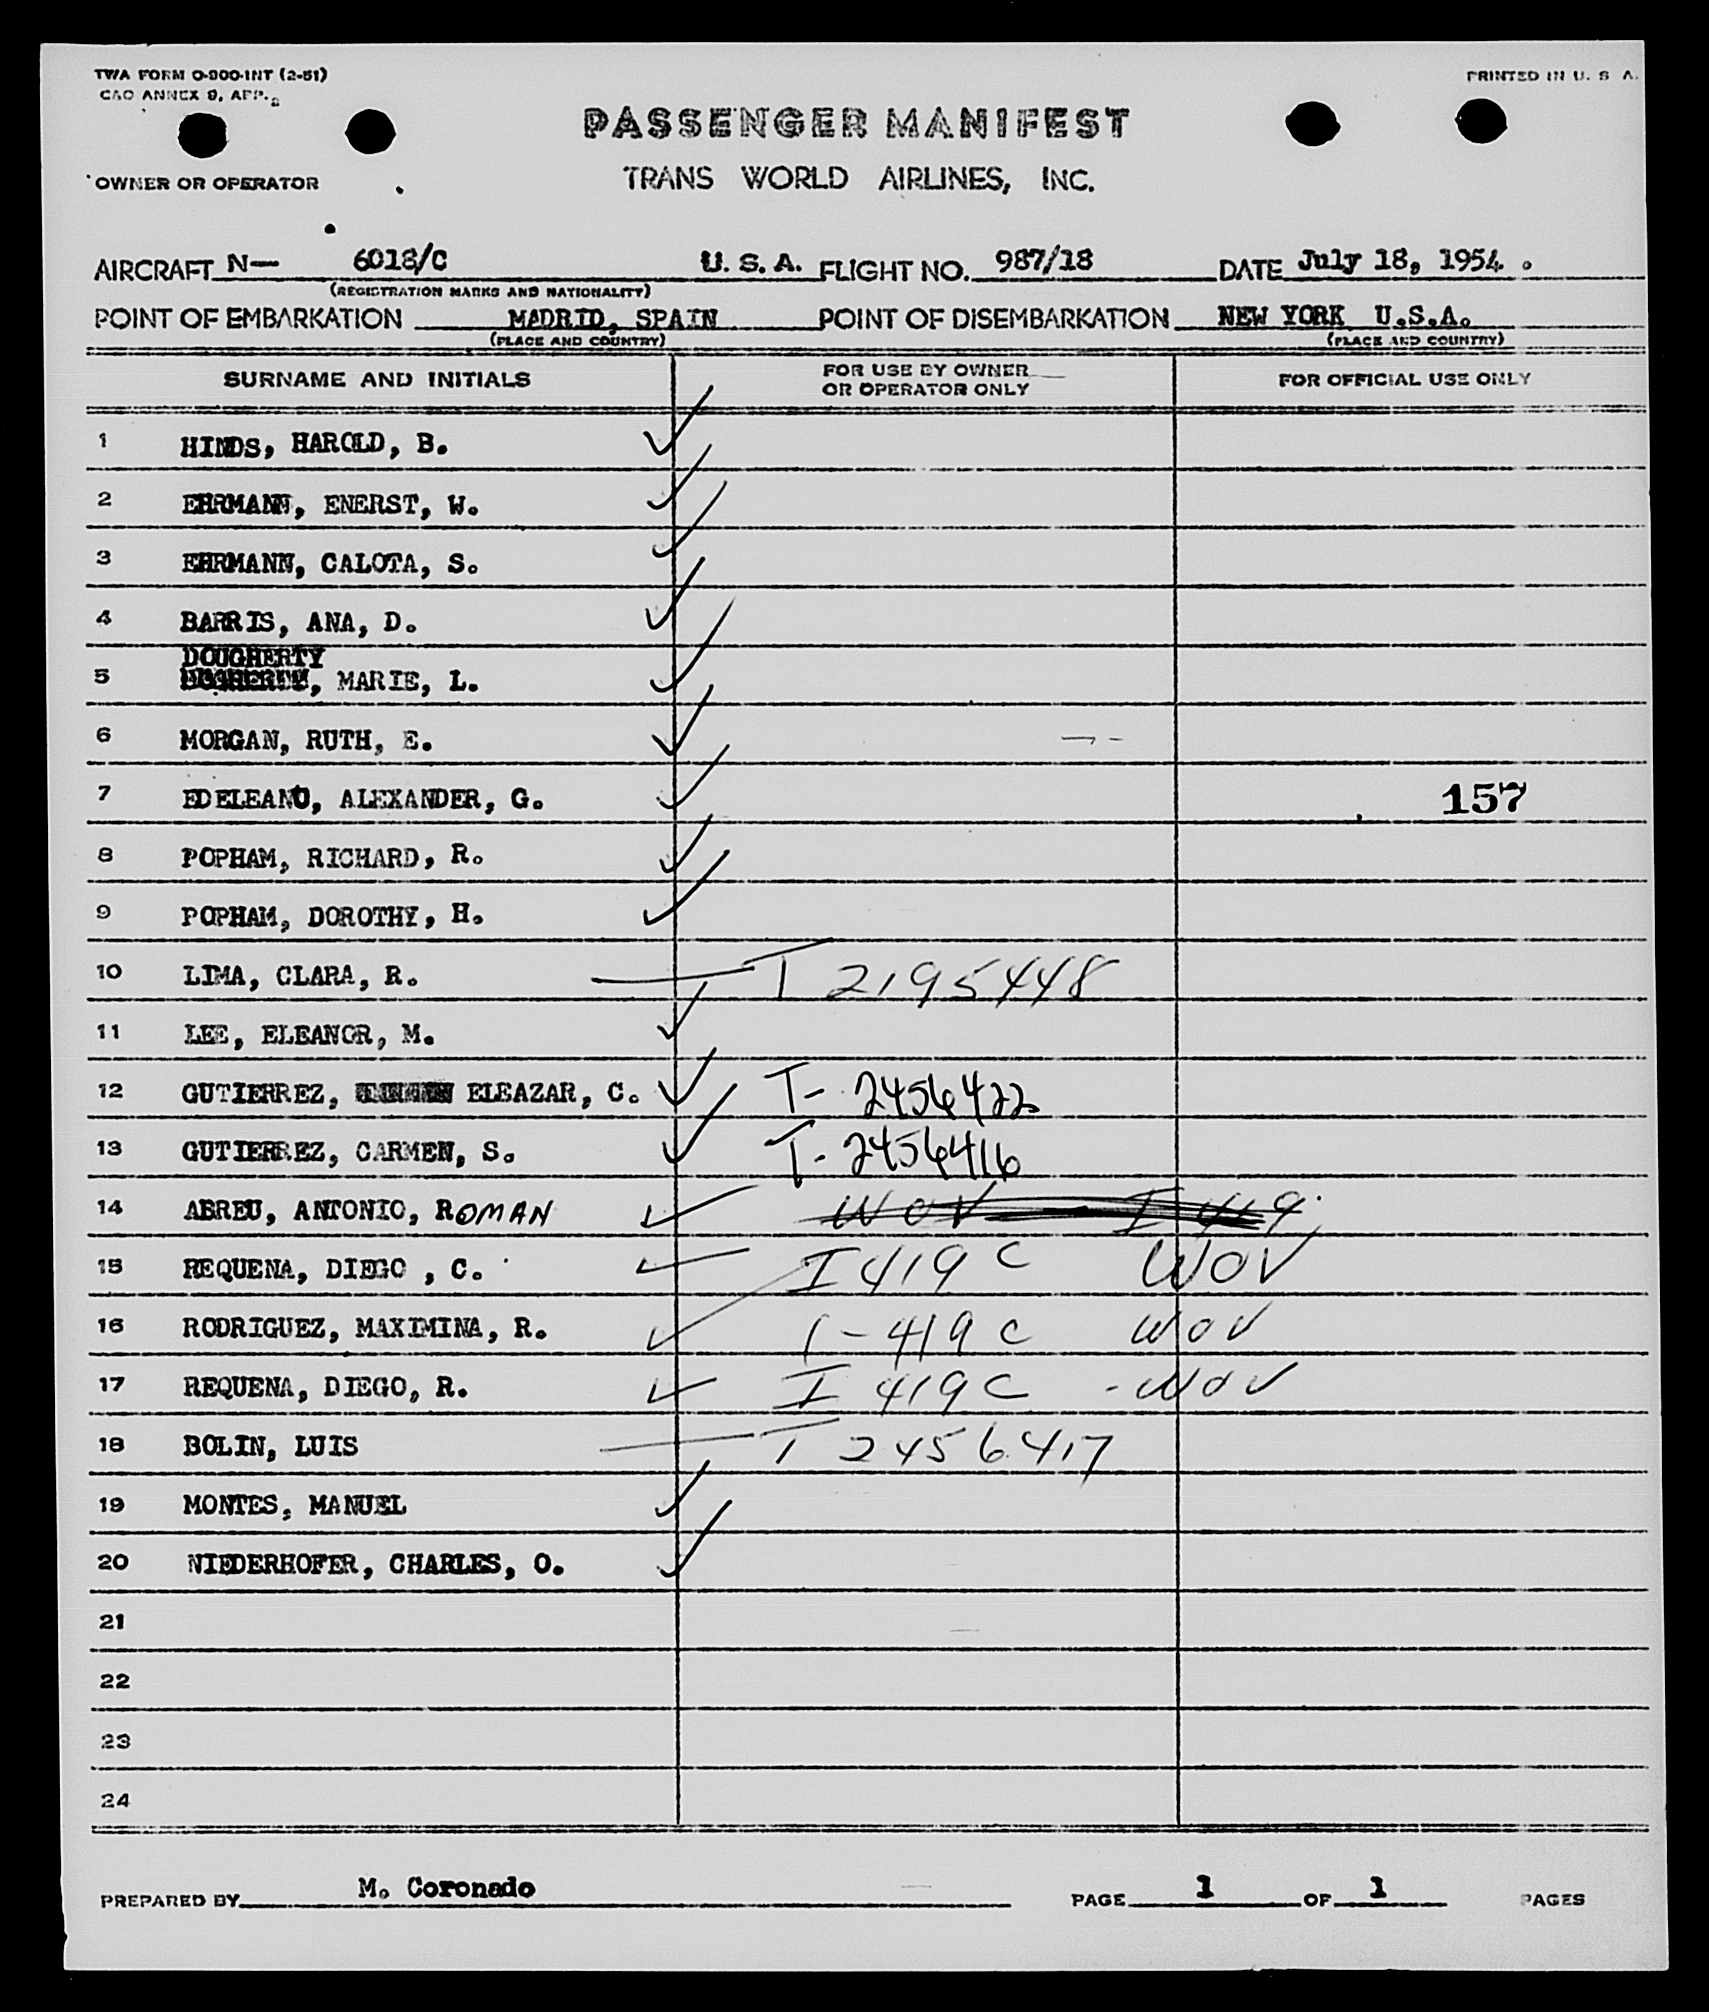 TWA FORM O-900-INT (2-51)
CAO ANNEX 9, APP. 2
PRINTED IN U. S. A.
PASSENGER MANIFEST
OWNER OR OPERATOR
TRANS WORLD AIRLINES, INC.
AIRCRAFT N— 6018/C U. S. A. FLIGHT NO. 987/18 DATE July 18, 1954.
(REGISTRATION MARKS AND NATIONALITY)
POINT OF EMBARKATION MADRID, SPAIN POINT OF DISEMBARKATION NEW YORK U.S.A.
(PLACE AND COUNTRY) (PLACE AND COUNTRY)
SURNAME AND INITIALS FOR USE BY OWNER OR OPERATOR ONLY FOR OFFICIAL USE ONLY
1 HINDS, HAROLD, B.
2 EHRMANN, ENERST, W.
3 EHRMANN, CALOTA, S.
4 BARRIS, ANA, D.
DOUGHERTY
5 MARIE, L.
6 MORGAN, RUTH, E.
7 EDELEANU, ALEXANDER, G. 157
8 POPHAM, RICHARD, R.
9 POPHAM, DOROTHY, H.
10 LIMA, CLARA, R. T 2195448
11 LEE, ELEANOR, M.
12 GUTIERREZ, ELEAZAR, C. T- 2456422
13 GUTIERREZ, CARMEN, S. T- 2456416
14 ABREU, ANTONIO, ROMAN WOV I 419
15 REQUENA, DIEGO , C. I 419 C WOV
16 RODRIGUEZ, MAXIMINA, R. I-419 C WOV
17 REQUENA, DIEGO, R. I 419 C - WOV
18 BOLIN, LUIS T 2456417
19 MONTES, MANUEL
20 NIEDERHOFER, CHARLES, O.
21
22
23
24
PREPARED BY M. Coronado PAGE 1 OF 1 PAGES